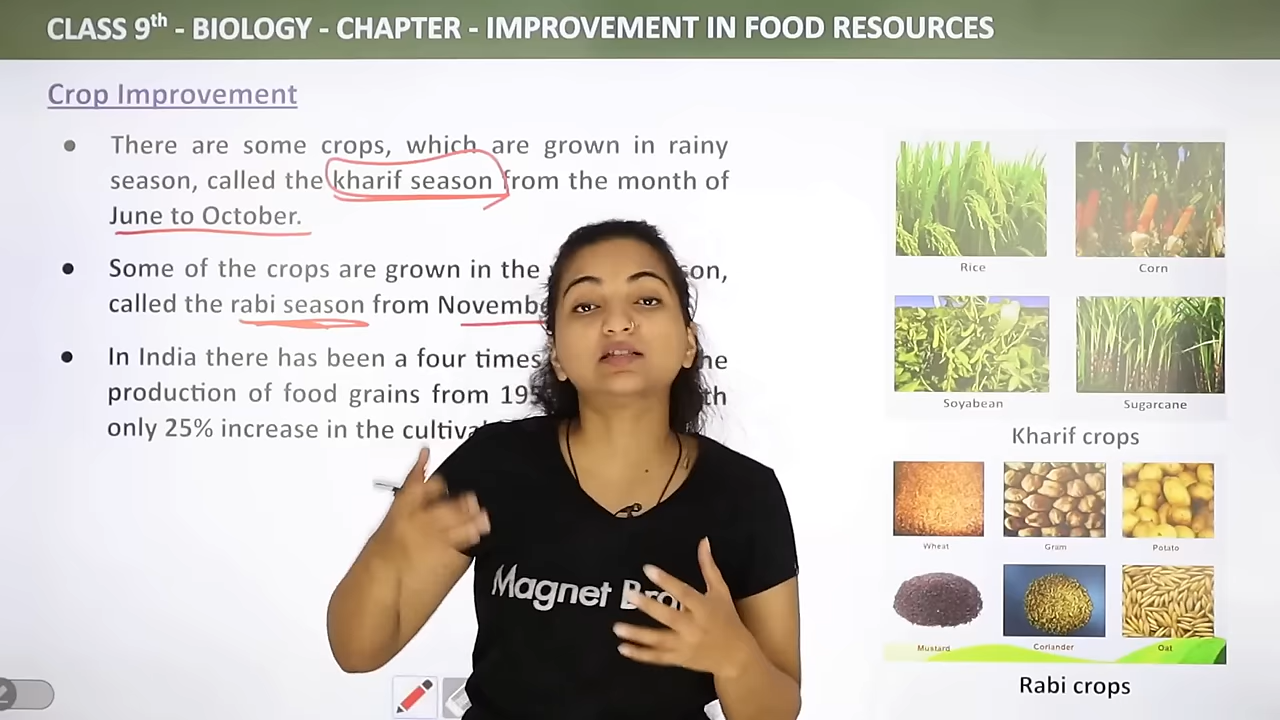 CLASS 9th - BIOLOGY - CHAPTER - IMPROVEMENT IN FOOD RESOURCES
Crop Improvement
There are some crops, which are grown in rainy
season, called the kharif season from the month of
June to October.
Some of the crops are grown in the
called the rabi season from
In India there has been a four times
production of food grains from
only 25% increase in the
Rice
Corn
Soyabean
Sugarcane
Kharif crops
Wheat
Gram
Potato
Mustard
Coriander
Oat
Rabi crops
Magnet